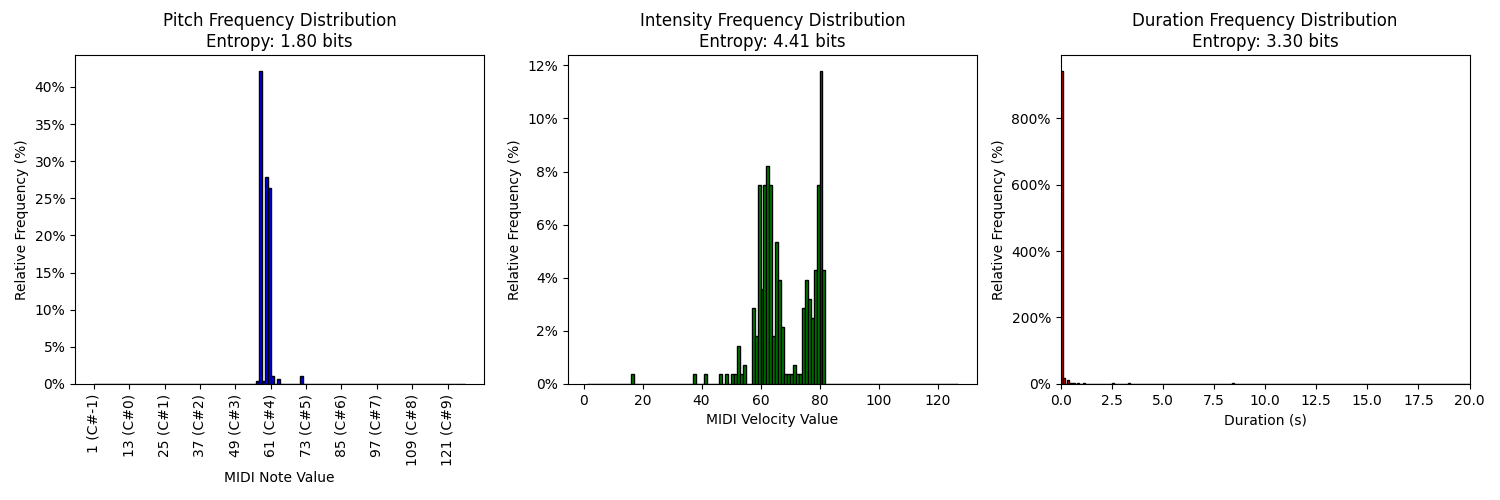 Pitch Frequency Distribution
Entropy: 1.80 bits
Relative Frequency (%)
40%
35%
30%
25%
20%
15%
10%
5%
0%
1 (C#-1)
13 (C#0)
25 (C#1)
37 (C#2)
49 (C#3)
61 (C#4)
73 (C#5)
85 (C#6)
97 (C#7)
109 (C#8)
121 (C#9)
MIDI Note Value
Intensity Frequency Distribution
Entropy: 4.41 bits
Relative Frequency (%)
12%
10%
8%
6%
4%
2%
0%
0 20 40 60 80 100 120
MIDI Velocity Value
Duration Frequency Distribution
Entropy: 3.30 bits
Relative Frequency (%)
800%
600%
400%
200%
0%
0.0 2.5 5.0 7.5 10.0 12.5 15.0 17.5 20.0
Duration (s)